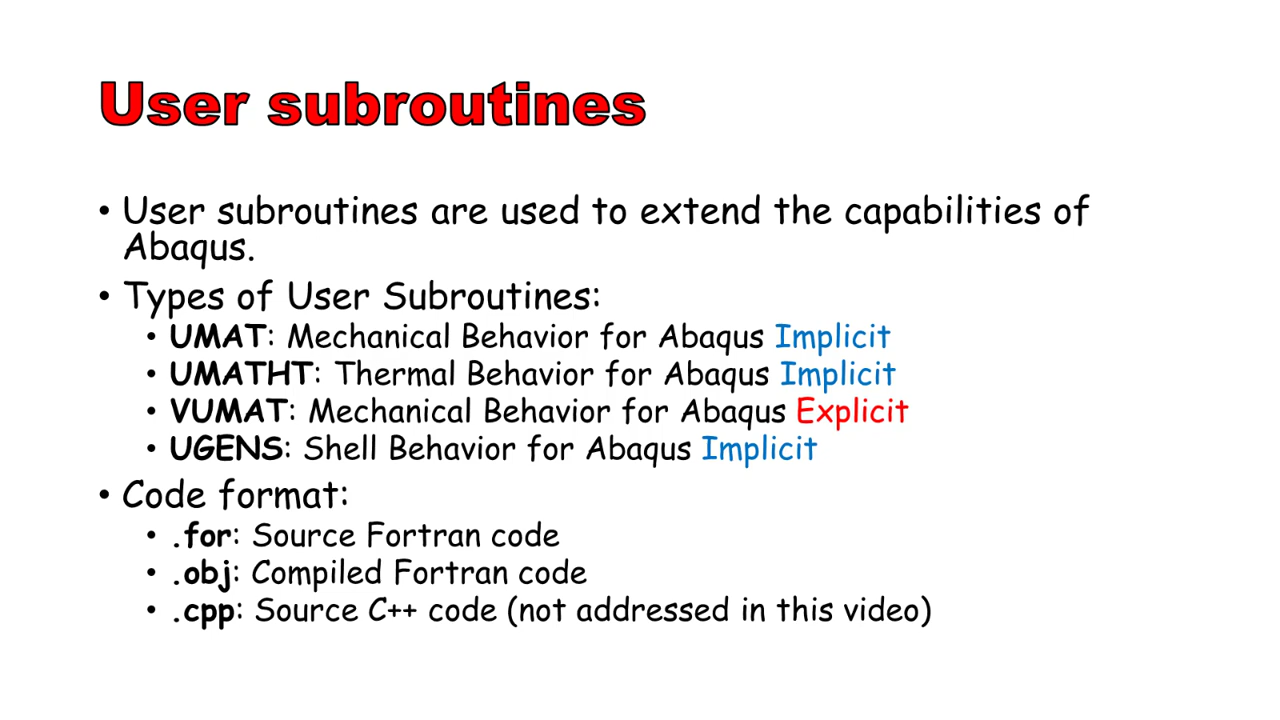 User subroutines
• User subroutines are used to extend the capabilities of
Abaqus.
• Types of User Subroutines:
• UMAT: Mechanical Behavior for Abaqus Implicit
• UMATHT: Thermal Behavior for Abaqus Implicit
• VUMAT: Mechanical Behavior for Abaqus Explicit
• UGENS: Shell Behavior for Abaqus Implicit
• Code format:
• .for: Source Fortran code
• .obj: Compiled Fortran code
• .cpp: Source C++ code (not addressed in this video)